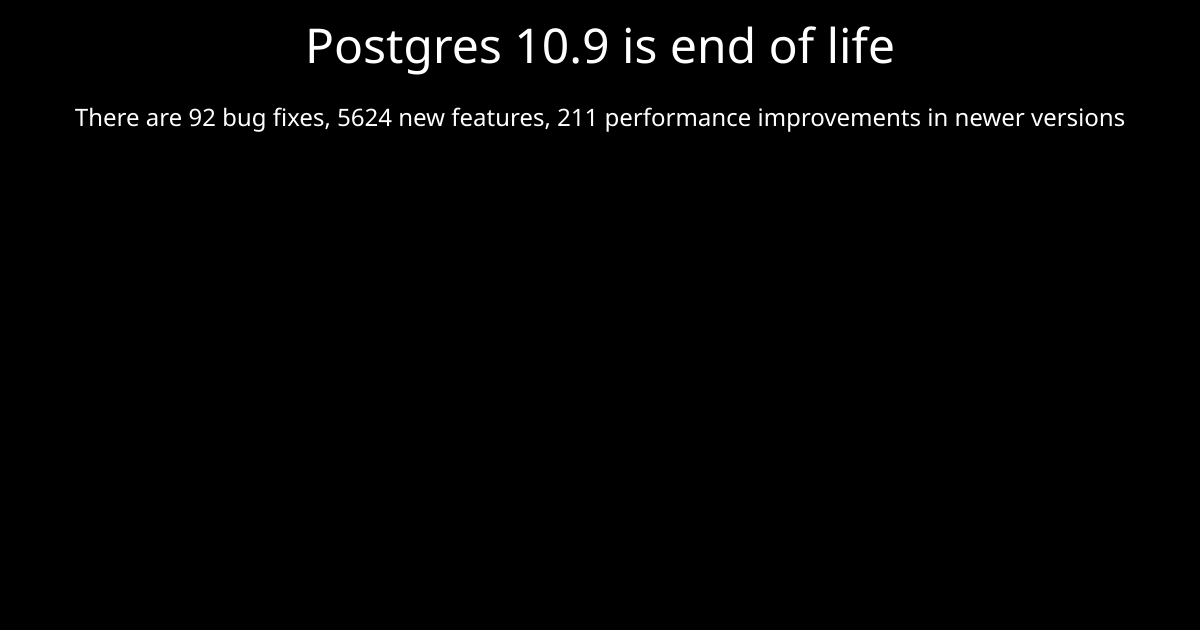 Postgres 10.9 is end of life
There are 92 bug fixes, 5624 new features, 211 performance improvements in newer versions